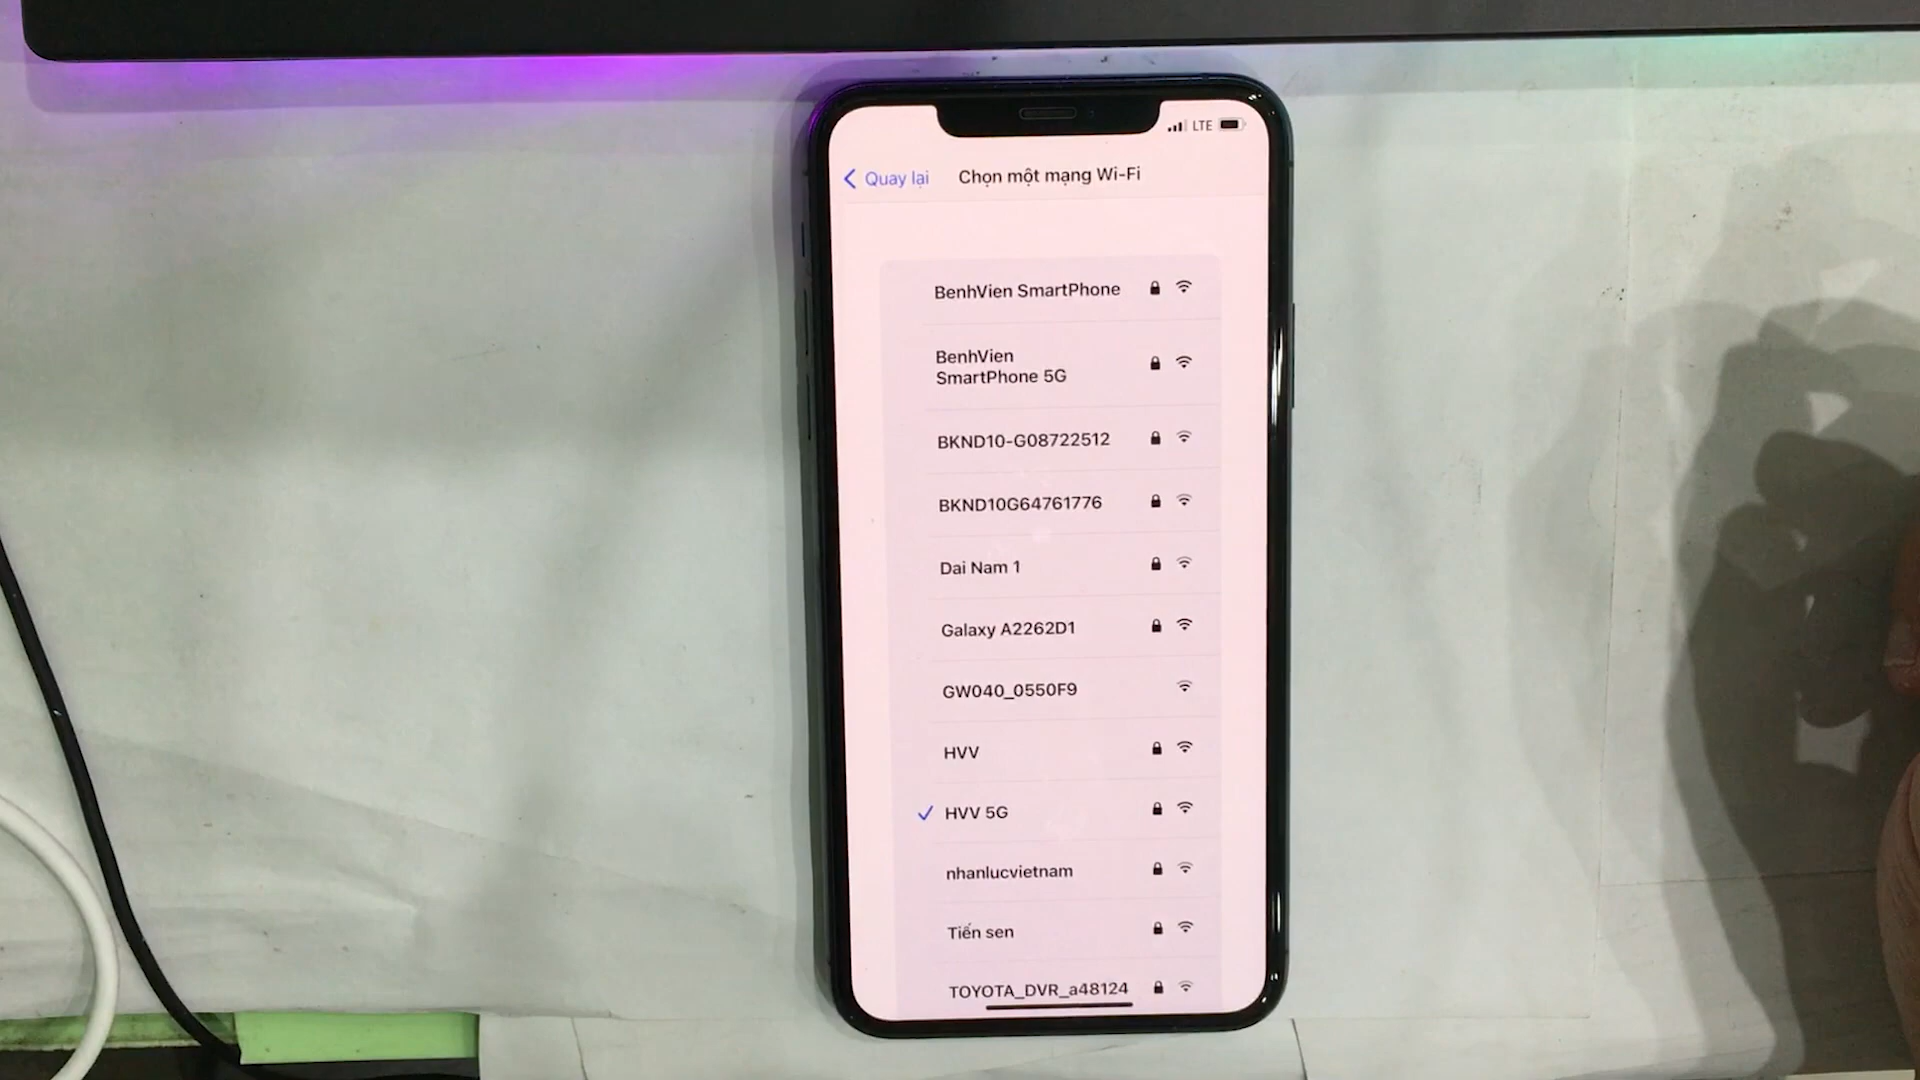 LTE
Quay lại
Chọn một mạng Wi-Fi
BenhVien SmartPhone
BenhVien
SmartPhone 5G
BKND10-G08722512
BKND10G64761776
Dai Nam 1
Galaxy A2262D1
GW040_0550F9
HVV
HVV 5G
nhanlucvietnam
Tiến sen
TOYOTA_DVR_a48124